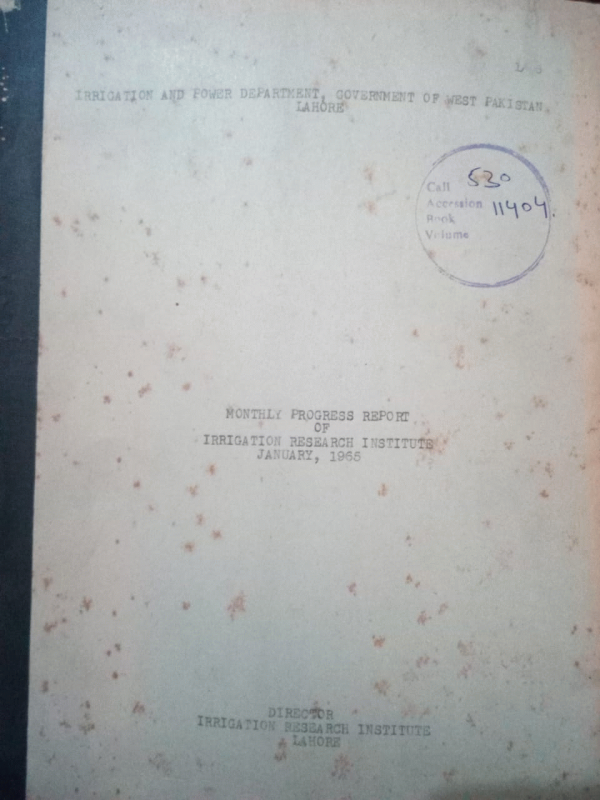 IRRIGATION AND POWER DEPARTMENT, GOVERNMENT OF WEST PAKISTAN
LAHORE
Call 530
Accession 11404.
Book
Volume
MONTHLY PROGRESS REPORT
OF
IRRIGATION RESEARCH INSTITUTE
JANUARY, 1965
DIRECTOR
IRRIGATION RESEARCH INSTITUTE
LAHORE